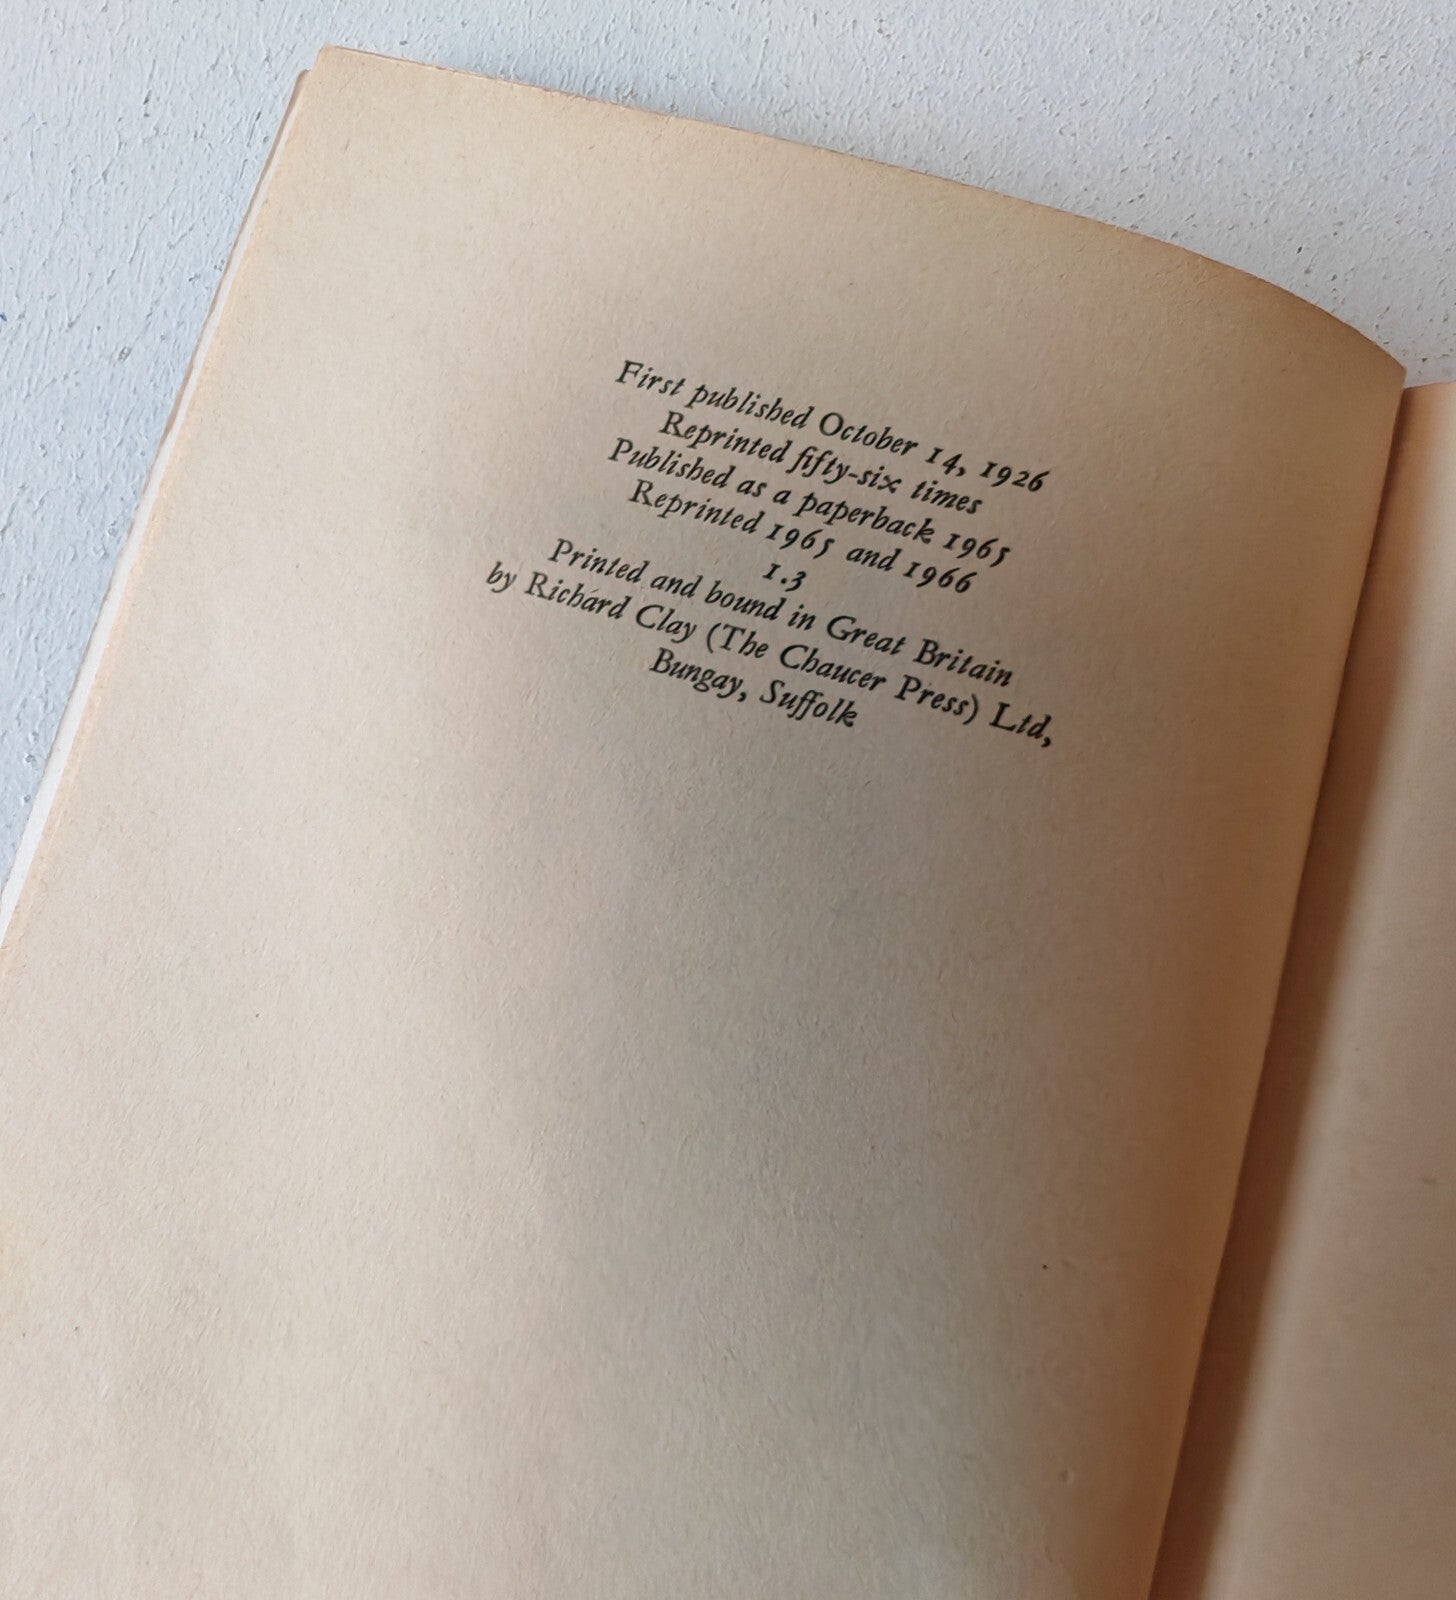 First published October 14, 1926
Reprinted fifty-six times
Published as a paperback 1965
Reprinted 1965 and 1966
1.3
Printed and bound in Great Britain
by Richard Clay (The Chaucer Press) Ltd,
Bungay, Suffolk